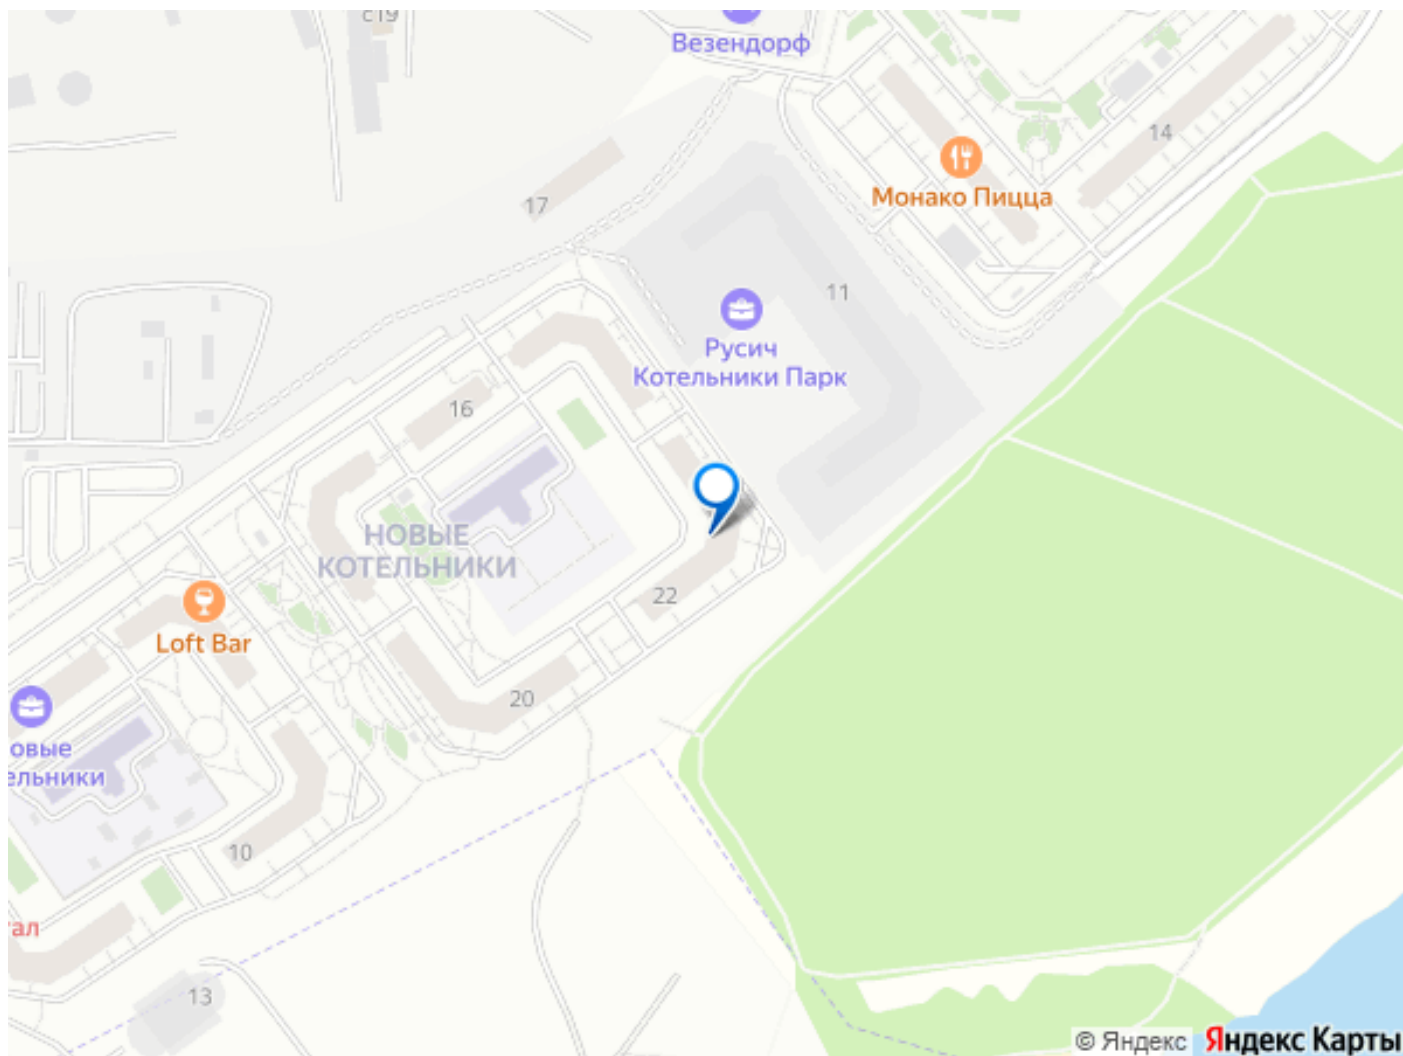 с19
Везендорф
14
Монако Пицца
17
11
Русич
Котельники Парк
16
НОВЫЕ
КОТЕЛЬНИКИ
22
Loft Bar
20
овые
ельники
10
ал
13
© Яндекс Яндекс Карты